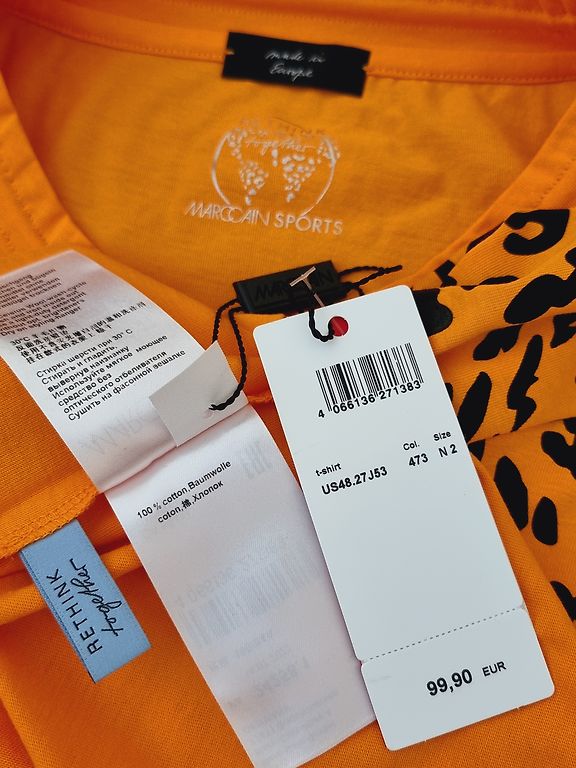 made in
Europe
RETHINK
together
MARCCAIN SPORTS
MARCCAIN
Стирка шерсти при 30°C
Стирать и гладить,
вывернув наизнанку
Используйте мягкое моющее
средство без
оптического отбеливателя
Сушить на фасонной вешалке
100 % cotton,Baumwolle
coton,棉,Хлопок
RETHINK
together
4 066136 271383
t-shirt Col. Size
US48.27J53 473 N 2
99,90 EUR